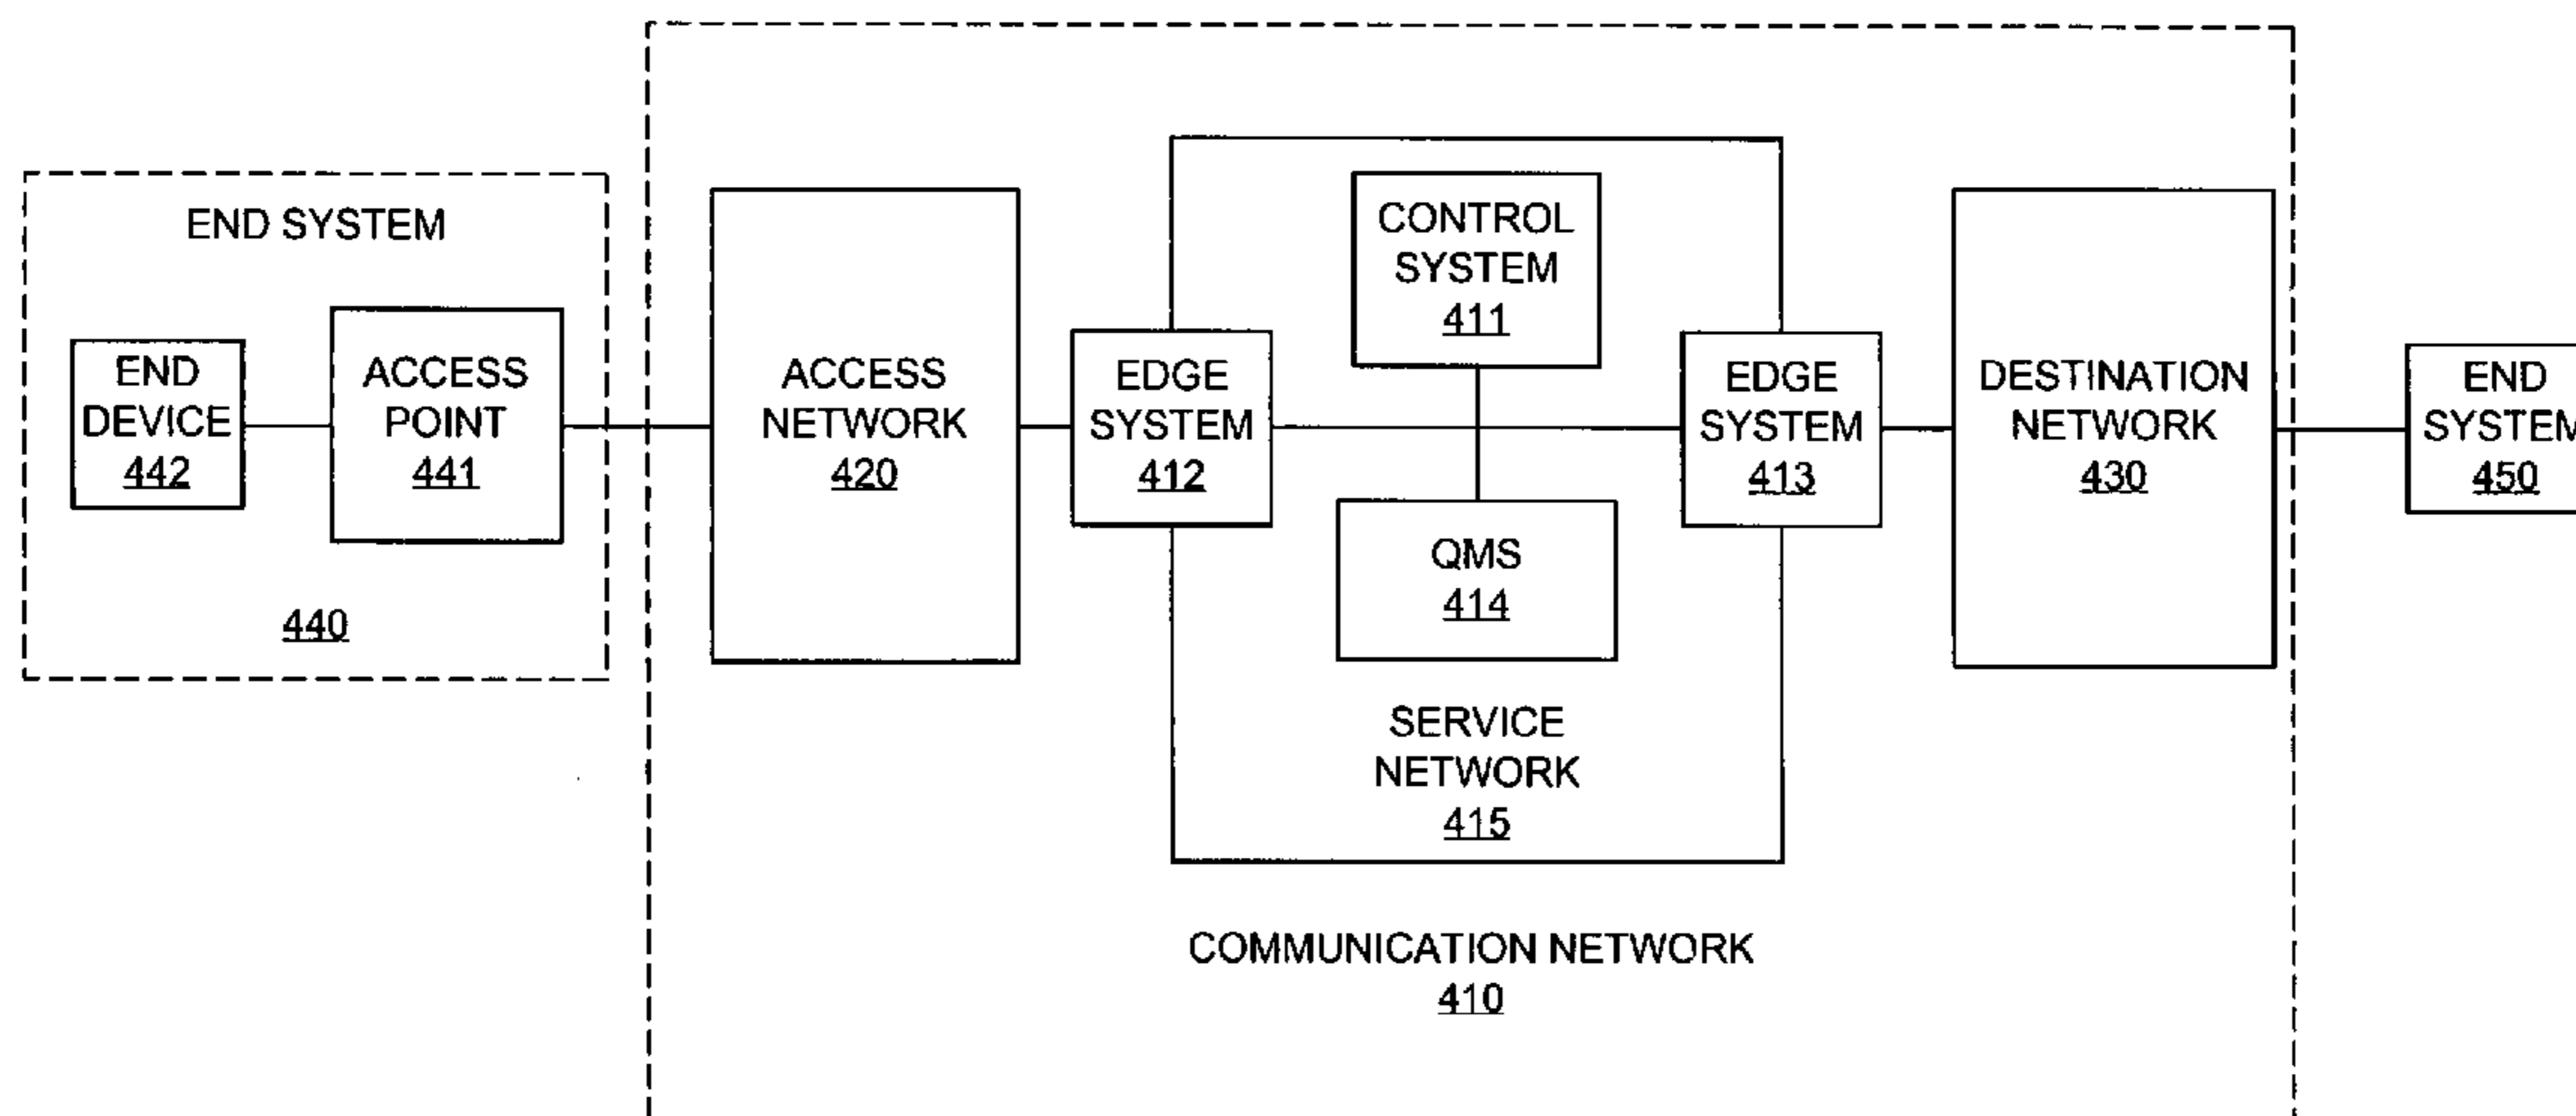 END SYSTEM
END
DEVICE
442
ACCESS
POINT
441
440
ACCESS
NETWORK
420
EDGE
SYSTEM
412
CONTROL
SYSTEM
411
QMS
414
SERVICE
NETWORK
415
EDGE
SYSTEM
413
DESTINATION
NETWORK
430
END
SYSTEM
450
COMMUNICATION NETWORK
410